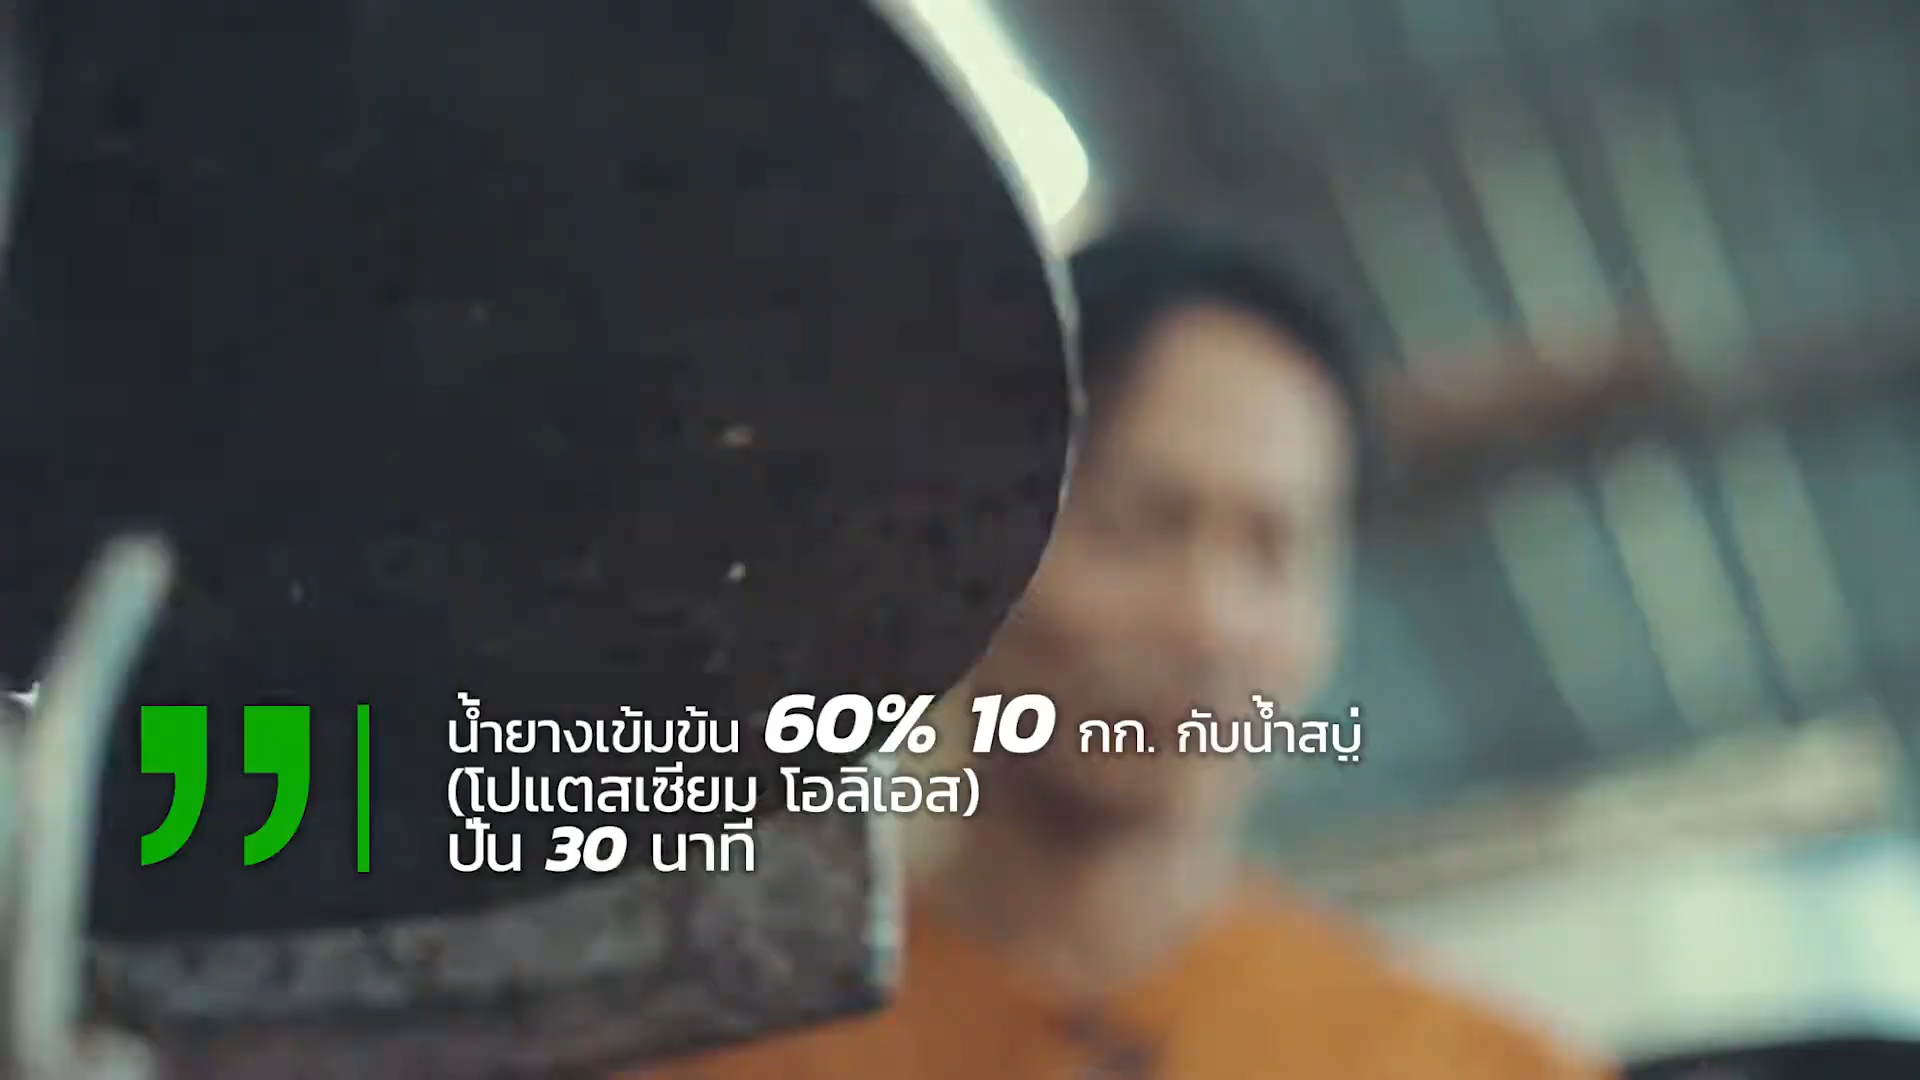 น้ำยางเข้มข้น 60% 10 กก. กับน้ำสบู่
(โปแตสเซียม โอลิเอส)
ปั่น 30 นาที